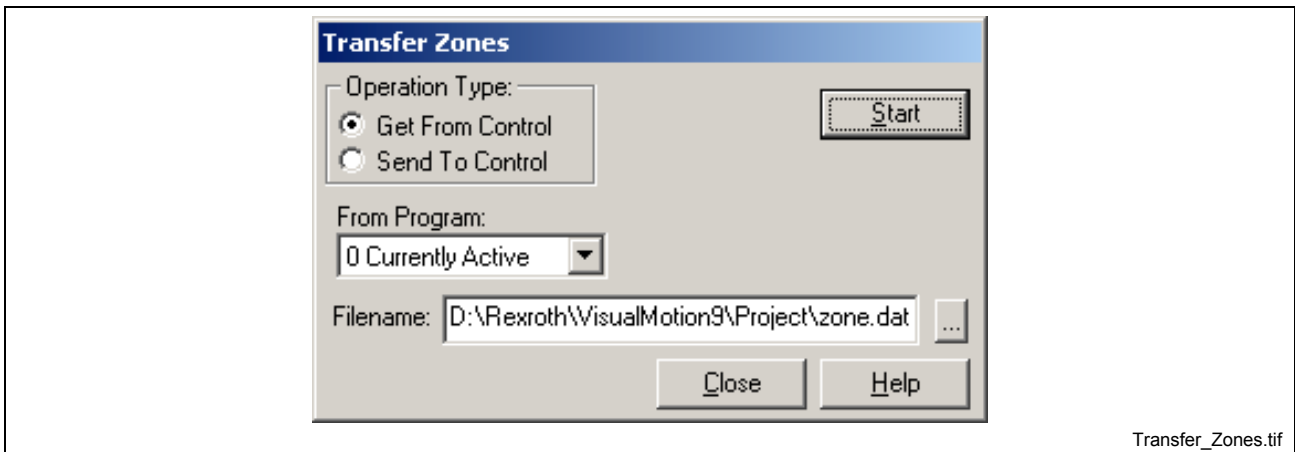 Transfer Zones
Operation Type:
Get From Control
Send To Control
Start
From Program:
0 Currently Active
Filename: D:\Rexroth\VisualMotion9\Project\zone.dat ...
Close Help
Transfer_Zones.tif